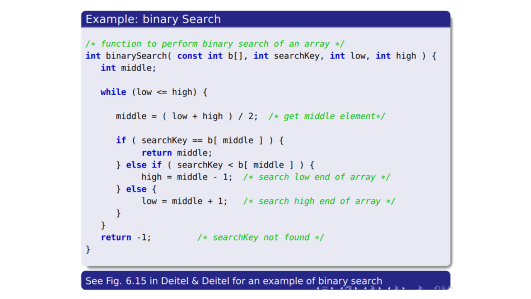 Example: binary Search
/* function to perform binary search of an array */
int binarySearch( const int b[], int searchKey, int low, int high ) {
int middle;
while (low <= high) {
middle = ( low + high ) / 2; /* get middle element*/
if ( searchKey == b[ middle ] ) {
return middle;
} else if ( searchKey < b[ middle ] ) {
high = middle - 1; /* search low end of array */
} else {
low = middle + 1; /* search high end of array */
}
}
return -1; /* searchKey not found */
}
See Fig. 6.15 in Deitel & Deitel for an example of binary search